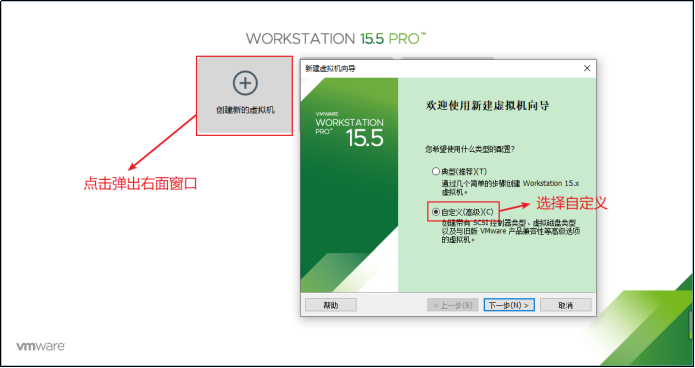 WORKSTATION 15.5 PRO™
创建新的虚拟机
点击弹出右面窗口
新建虚拟机向导
VMWARE
WORKSTATION
PRO™ 15.5
欢迎使用新建虚拟机向导
您希望使用什么类型的配置?
典型(推荐)(T)
通过几个简单的步骤创建 Workstation 15.x
虚拟机。
自定义(高级)(C)
创建带有 SCSI 控制器类型、虚拟磁盘类型
以及与旧版 VMware 产品兼容性等高级选项
的虚拟机。
选择自定义
帮助
< 上一步(B)
下一步(N) >
取消
vmware